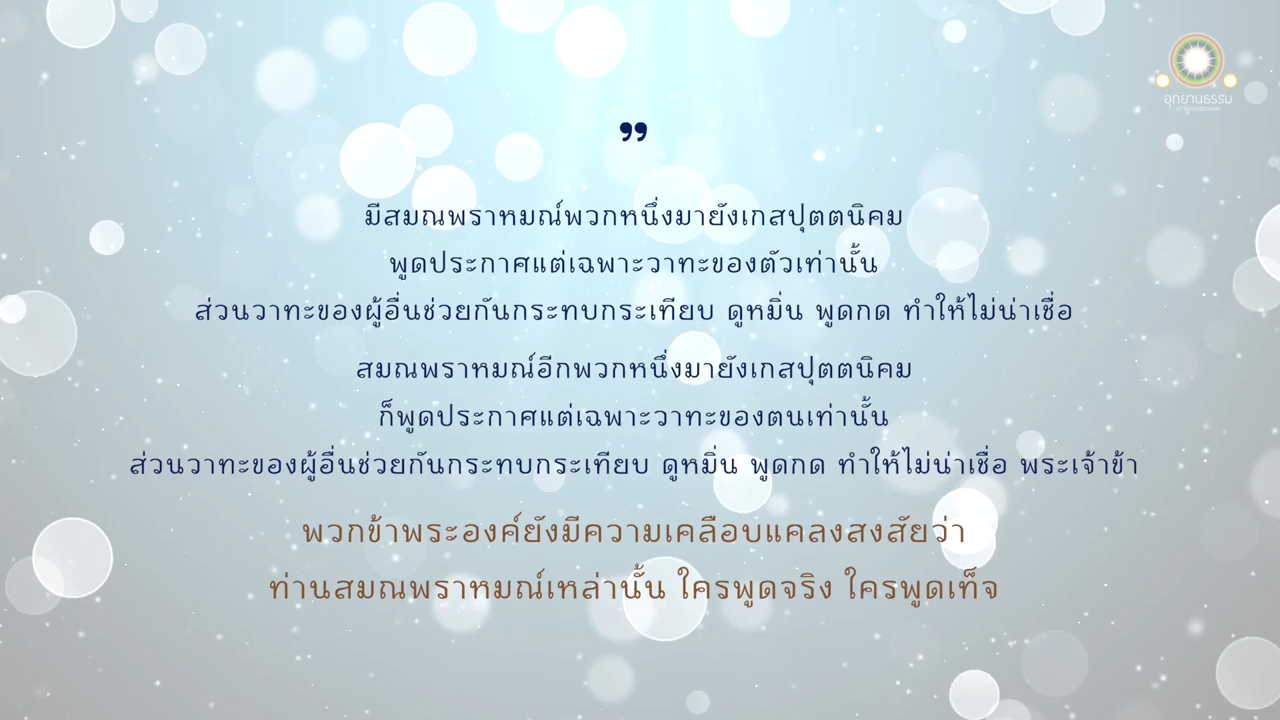 อุทยานธรรม
”
มีสมณพราหมณ์พวกหนึ่งมายังเกสปุตตนิคม
พูดประกาศแต่เฉพาะวาทะของตัวเท่านั้น
ส่วนวาทะของผู้อื่นช่วยกันกระทบกระเทียบ ดูหมิ่น พูดกด ทำให้ไม่น่าเชื่อ
สมณพราหมณ์อีกพวกหนึ่งมายังเกสปุตตนิคม
ก็พูดประกาศแต่เฉพาะวาทะของตนเท่านั้น
ส่วนวาทะของผู้อื่นช่วยกันกระทบกระเทียบ ดูหมิ่น พูดกด ทำให้ไม่น่าเชื่อ พระเจ้าข้า
พวกข้าพระองค์ยังมีความเคลือบแคลงสงสัยว่า
ท่านสมณพราหมณ์เหล่านั้น ใครพูดจริง ใครพูดเท็จ